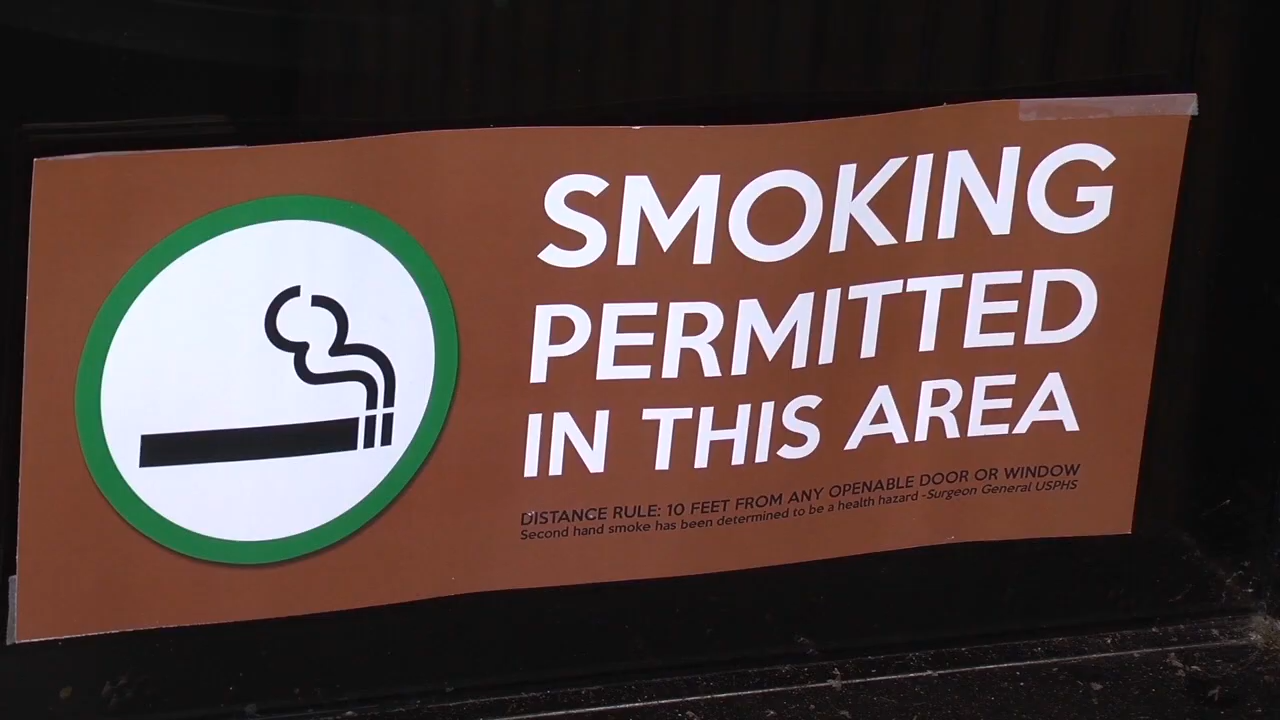 SMOKING
PERMITTED
IN THIS AREA
DISTANCE RULE: 10 FEET FROM ANY OPENABLE DOOR OR WINDOW
Second hand smoke has been determined to be a health hazard -Surgeon General USPHS